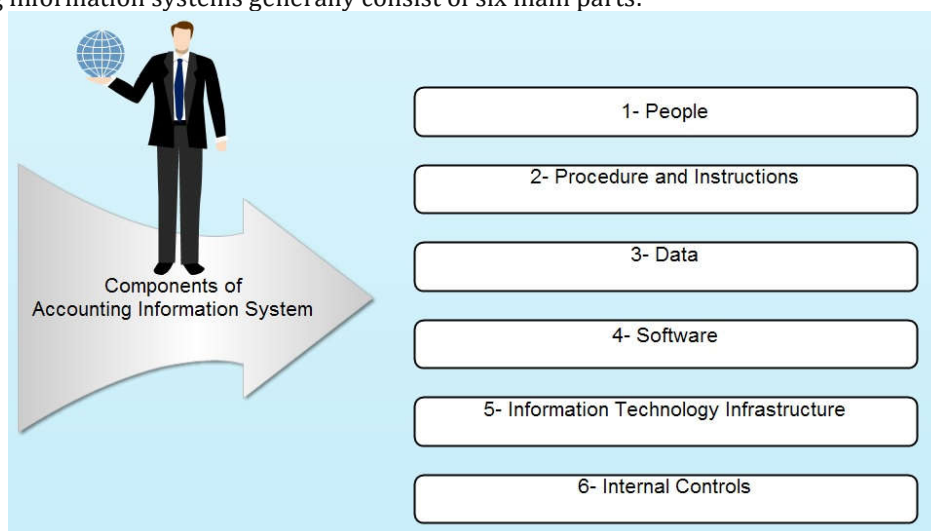 information systems generally consist of six main parts:
1- People
2- Procedure and Instructions
3- Data
Components of
Accounting Information System
4- Software
5- Information Technology Infrastructure
6- Internal Controls